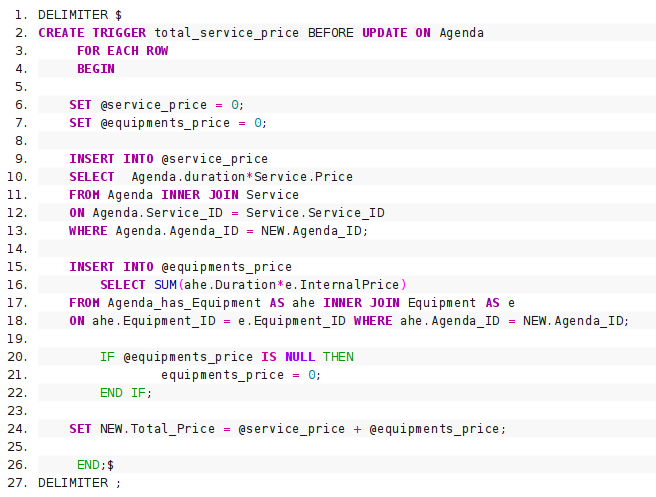 1. DELIMITER $
2. CREATE TRIGGER total_service_price BEFORE UPDATE ON Agenda
3. FOR EACH ROW
4. BEGIN
5.
6. SET @service_price = 0;
7. SET @equipments_price = 0;
8.
9. INSERT INTO @service_price
10. SELECT  Agenda.duration*Service.Price
11. FROM Agenda INNER JOIN Service
12. ON Agenda.Service_ID = Service.Service_ID
13. WHERE Agenda.Agenda_ID = NEW.Agenda_ID;
14.
15. INSERT INTO @equipments_price
16. SELECT SUM(ahe.Duration*e.InternalPrice)
17. FROM Agenda_has_Equipment AS ahe INNER JOIN Equipment AS e
18. ON ahe.Equipment_ID = e.Equipment_ID WHERE ahe.Agenda_ID = NEW.Agenda_ID;
19.
20. IF @equipments_price IS NULL THEN
21. equipments_price = 0;
22. END IF;
23.
24. SET NEW.Total_Price = @service_price + @equipments_price;
25.
26. END;$
27. DELIMITER ;